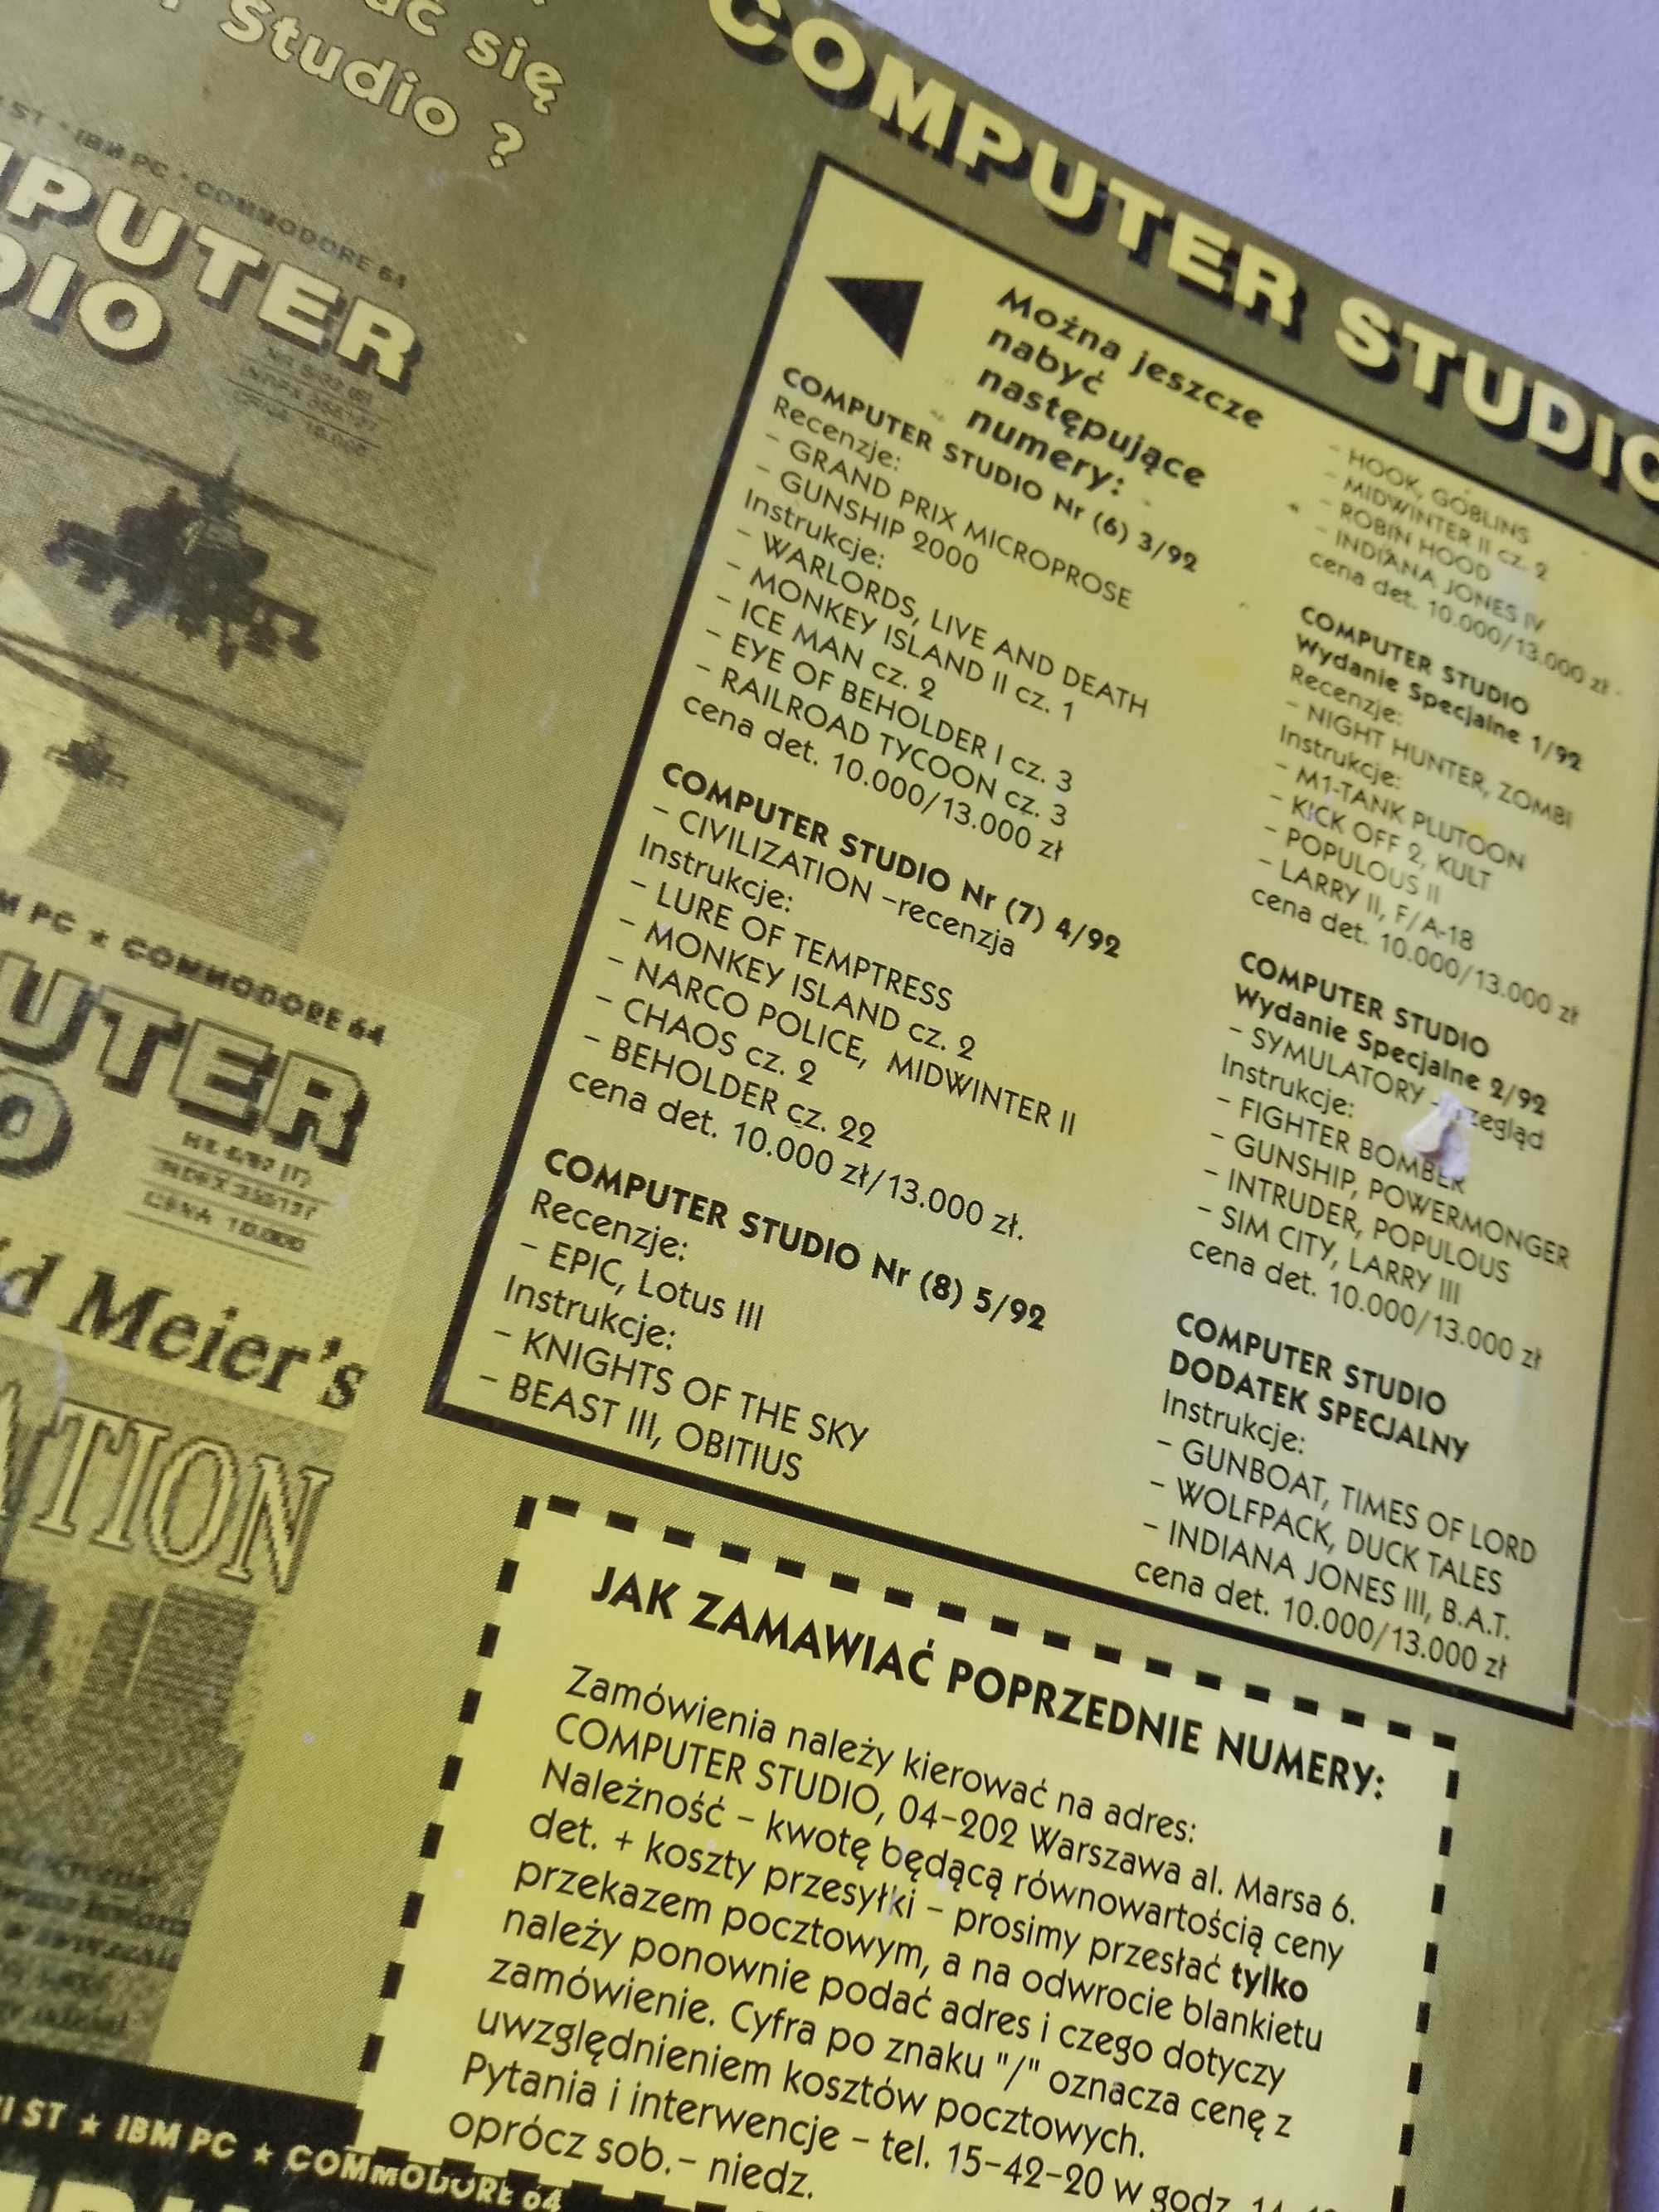 się
Studio ?
ST * IBM PC * COMMODORE 64
PUTER
DIO
PC ★ COMMODORE 64
UTER
O
Meier's
ATION
ST ★ IBM PC ★ COMMODORE 64
COMPUTER STUDIO
Można jeszcze
nabyć
następujące
numery:
COMPUTER STUDIO Nr (6) 3/92
Recenzje:
- GRAND PRIX MICROPROSE
- GUNSHIP 2000
Instrukcje:
- WARLORDS, LIVE AND DEATH
- MONKEY ISLAND II cz. 1
- ICE MAN cz. 2
- EYE OF BEHOLDER I cz. 3
- RAILROAD TYCOON cz. 3
cena det. 10.000/13.000 zł
COMPUTER STUDIO Nr (7) 4/92
- CIVILIZATION -recenzja
Instrukcje:
- LURE OF TEMPTRESS
- MONKEY ISLAND cz. 2
- NARCO POLICE, MIDWINTER II
- CHAOS cz. 2
- BEHOLDER cz. 22
cena det. 10.000 zł/13.000 zł.
COMPUTER STUDIO Nr (8) 5/92
Recenzje:
- EPIC, Lotus III
Instrukcje:
- KNIGHTS OF THE SKY
- BEAST III, OBITIUS
- HOOK, GOBLINS
- MIDWINTER II cz. 2
- ROBIN HOOD
- INDIANA JONES IV
cena det. 10.000/13.000 zł
COMPUTER STUDIO
Wydanie Specjalne 1/92
Recenzje:
- NIGHT HUNTER, ZOMBI
Instrukcje:
- M1-TANK PLUTOON
- KICK OFF 2, KULT
- POPULOUS II
- LARRY II, F/A-18
cena det. 10.000/13.000 zł
COMPUTER STUDIO
Wydanie Specjalne 2/92
- SYMULATORY -
Instrukcje:
- FIGHTER BOMBER
- GUNSHIP, POWERMONGER
- INTRUDER, POPULOUS
- SIM CITY, LARRY III
cena det. 10.000/13.000 zł
COMPUTER STUDIO
DODATEK SPECJALNY
Instrukcje:
- GUNBOAT, TIMES OF LORD
- WOLFPACK, DUCK TALES
- INDIANA JONES III, B.A.T.
cena det. 10.000/13.000 zł
JAK ZAMAWIAĆ POPRZEDNIE NUMERY:
Zamówienia należy kierować na adres:
COMPUTER STUDIO, 04-202 Warszawa al. Marsa 6.
Należność - kwotę będącą równowartością ceny
det. + koszty przesyłki - prosimy przesłać tylko
przekazem pocztowym, a na odwrocie blankietu
należy ponownie podać adres i czego dotyczy
zamówienie. Cyfra po znaku "/" oznacza cenę z
uwzględnieniem kosztów pocztowych.
Pytania i interwencje - tel. 15-42-20 w godz.
oprócz sob.- niedz.